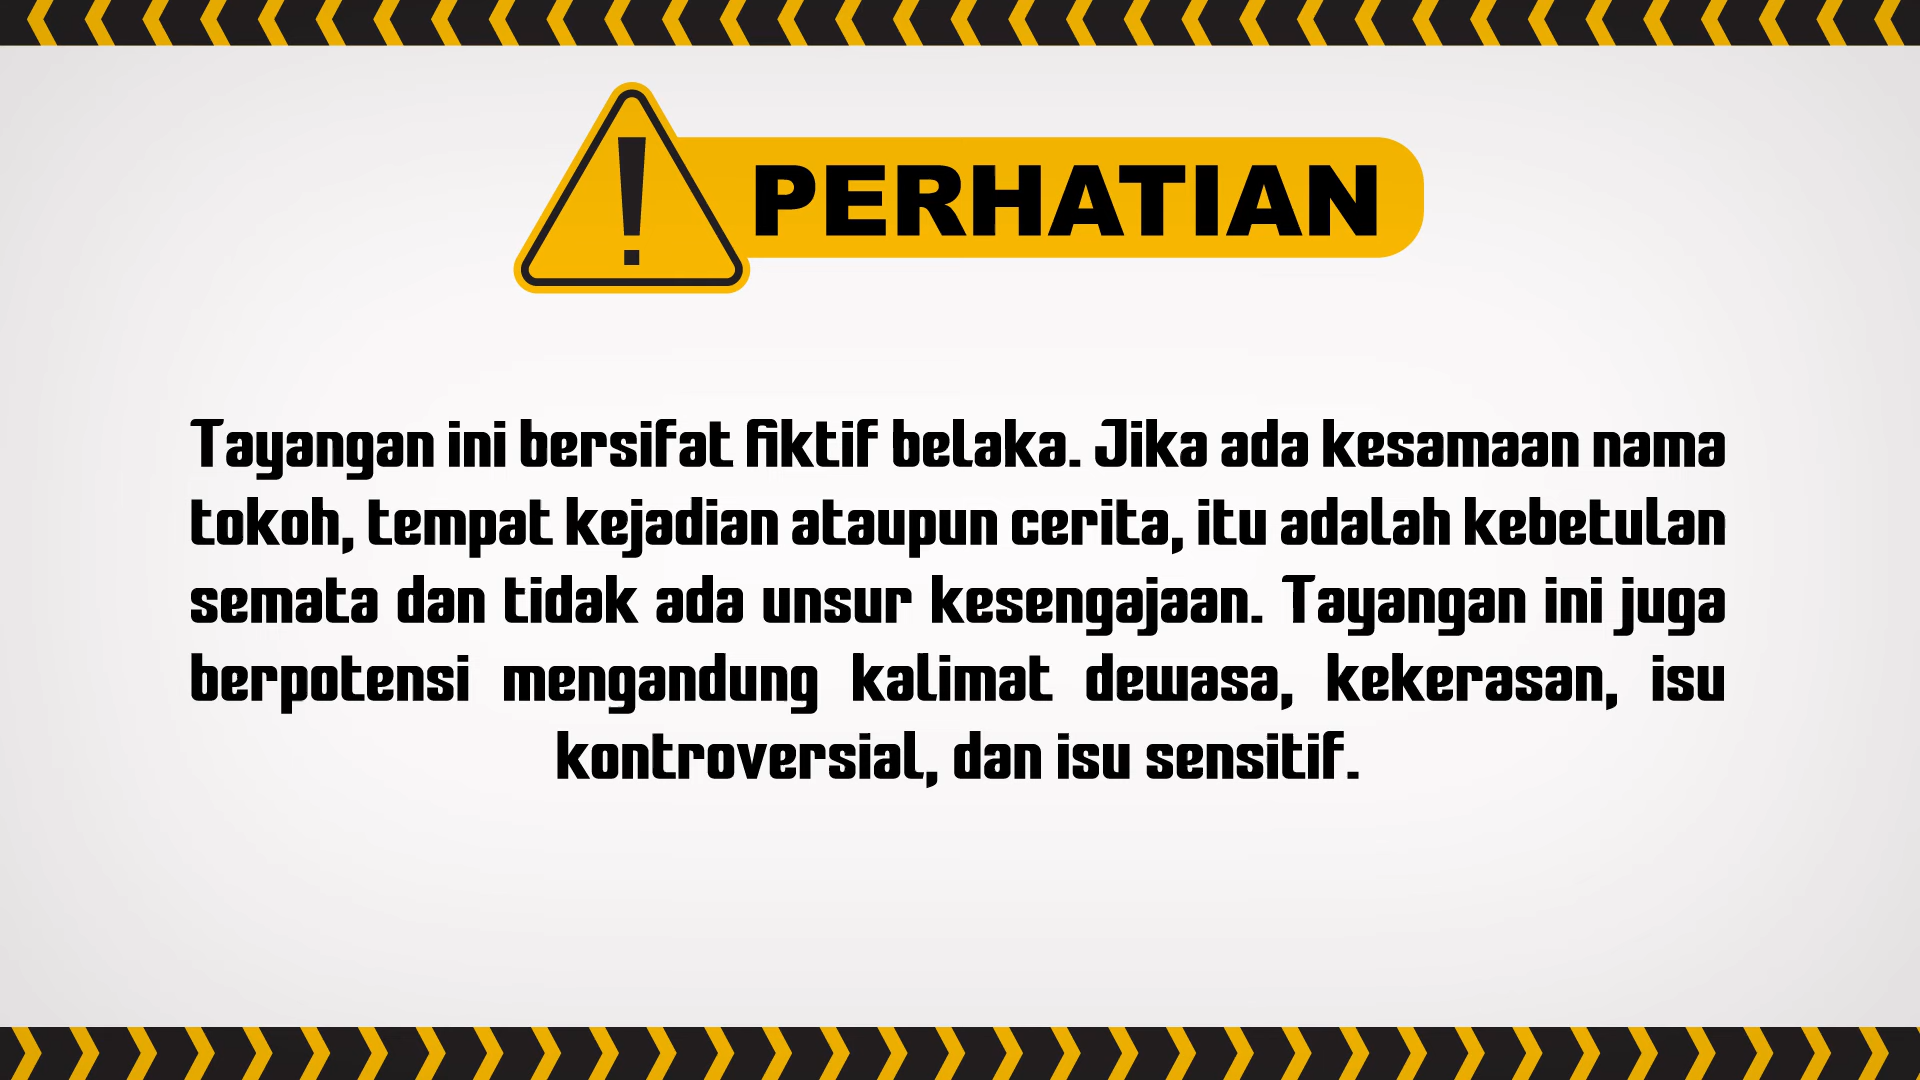 PERHATIAN
Tayangan ini bersifat fiktif belaka. Jika ada kesamaan nama
tokoh, tempat kejadian ataupun cerita, itu adalah kebetulan
semata dan tidak ada unsur kesengajaan. Tayangan ini juga
berpotensi mengandung kalimat dewasa, kekerasan, isu
kontroversial, dan isu sensitif.